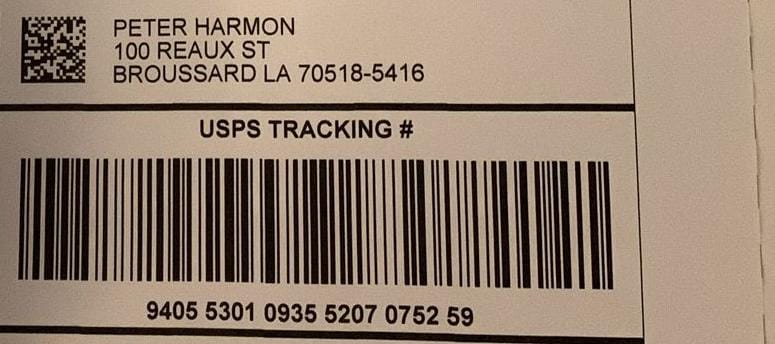 PETER HARMON
100 REAUX ST
BROUSSARD LA 70518-5416
USPS TRACKING #
9405 5301 0935 5207 0752 59